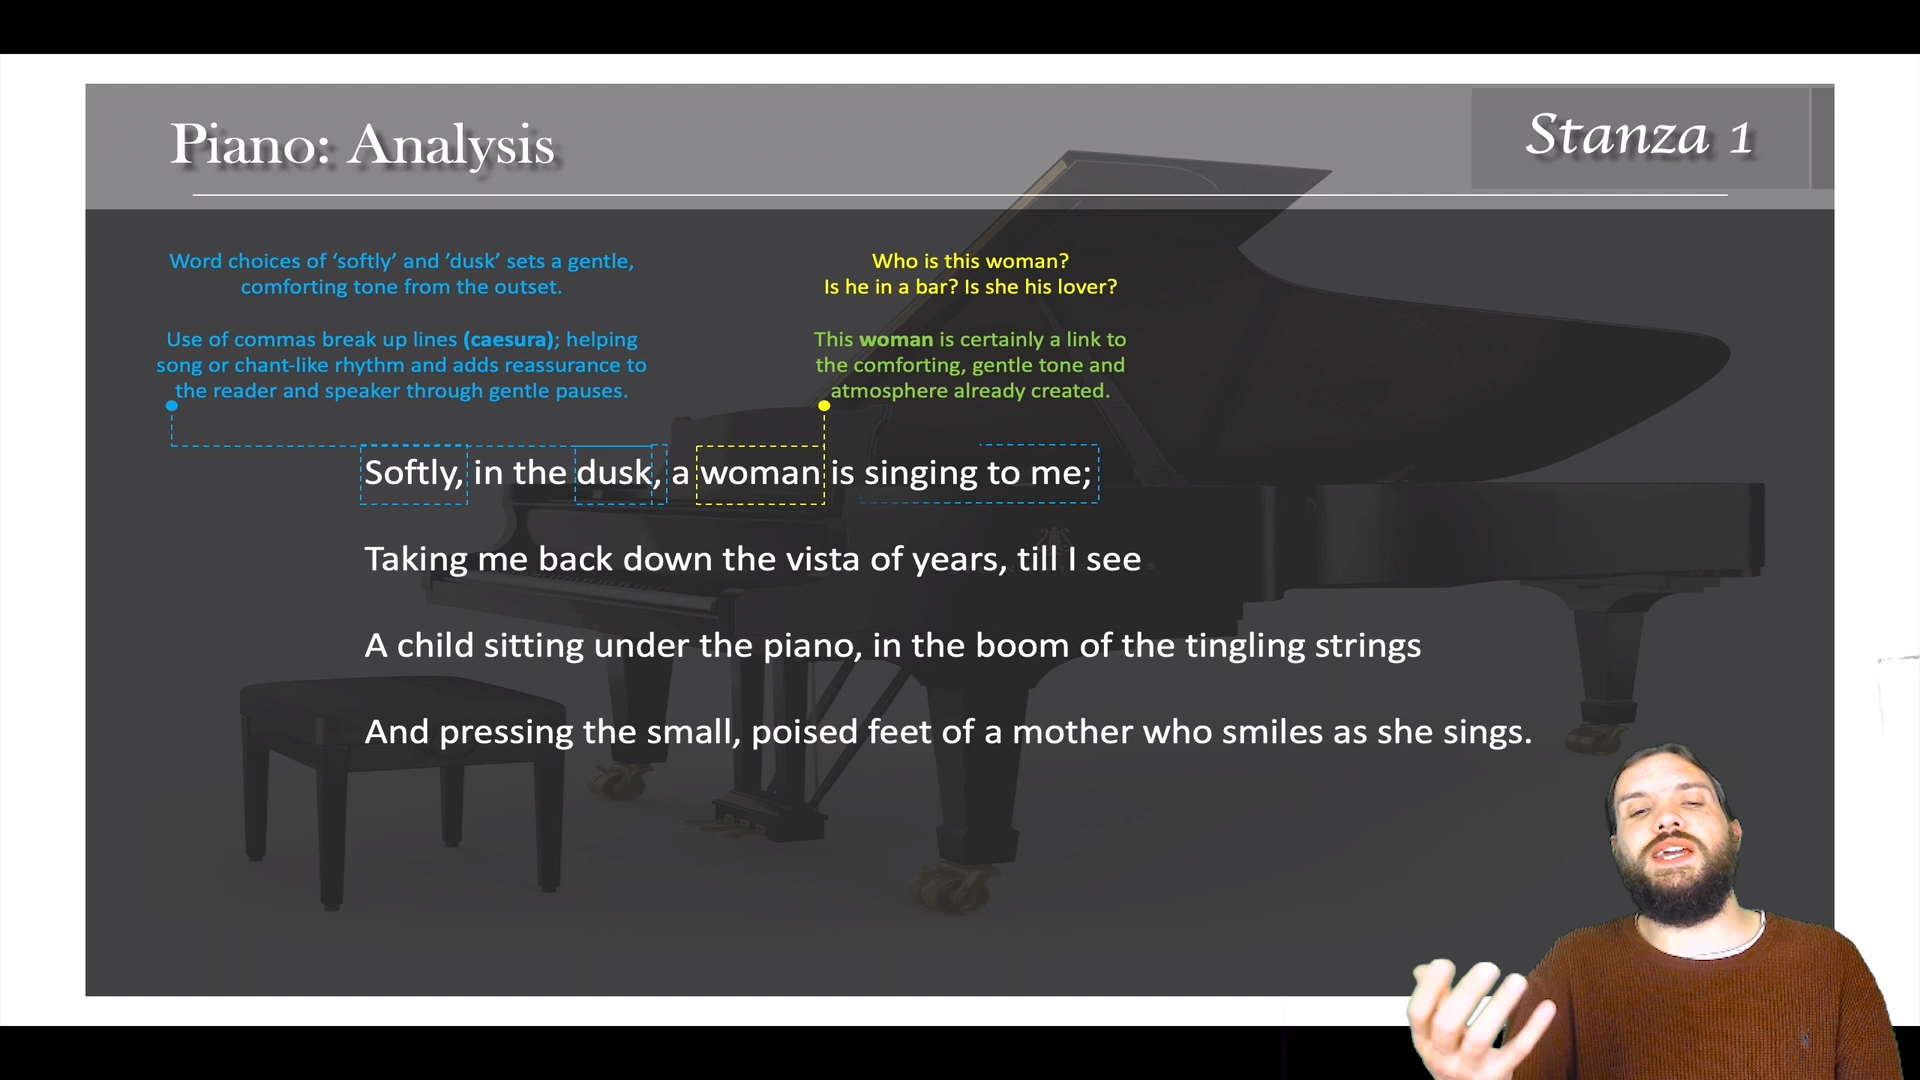 Piano: Analysis
Stanza 1
Word choices of ‘softly’ and ’dusk’ sets a gentle,
comforting tone from the outset.
Use of commas break up lines (caesura); helping
song or chant-like rhythm and adds reassurance to
the reader and speaker through gentle pauses.
Who is this woman?
Is he in a bar? Is she his lover?
This woman is certainly a link to
the comforting, gentle tone and
atmosphere already created.
Softly, in the dusk, a woman is singing to me;
Taking me back down the vista of years, till I see
A child sitting under the piano, in the boom of the tingling strings
And pressing the small, poised feet of a mother who smiles as she sings.